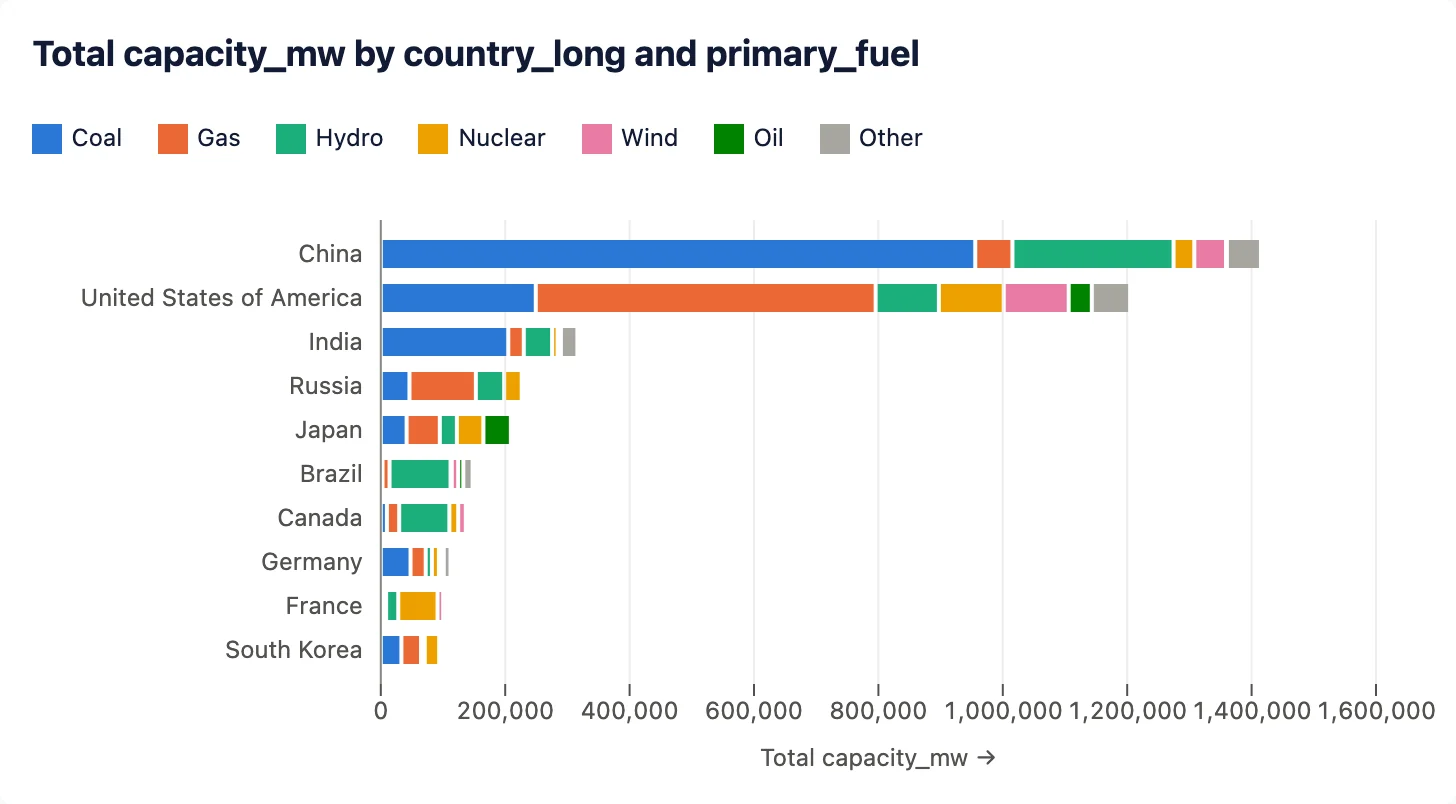 Total capacity_mw by country_long and primary_fuel
Coal Gas Hydro Nuclear Wind Oil Other
China
United States of America
India
Russia
Japan
Brazil
Canada
Germany
France
South Korea
0 200,000 400,000 600,000 800,000 1,000,000 1,200,000 1,400,000 1,600,000
Total capacity_mw →